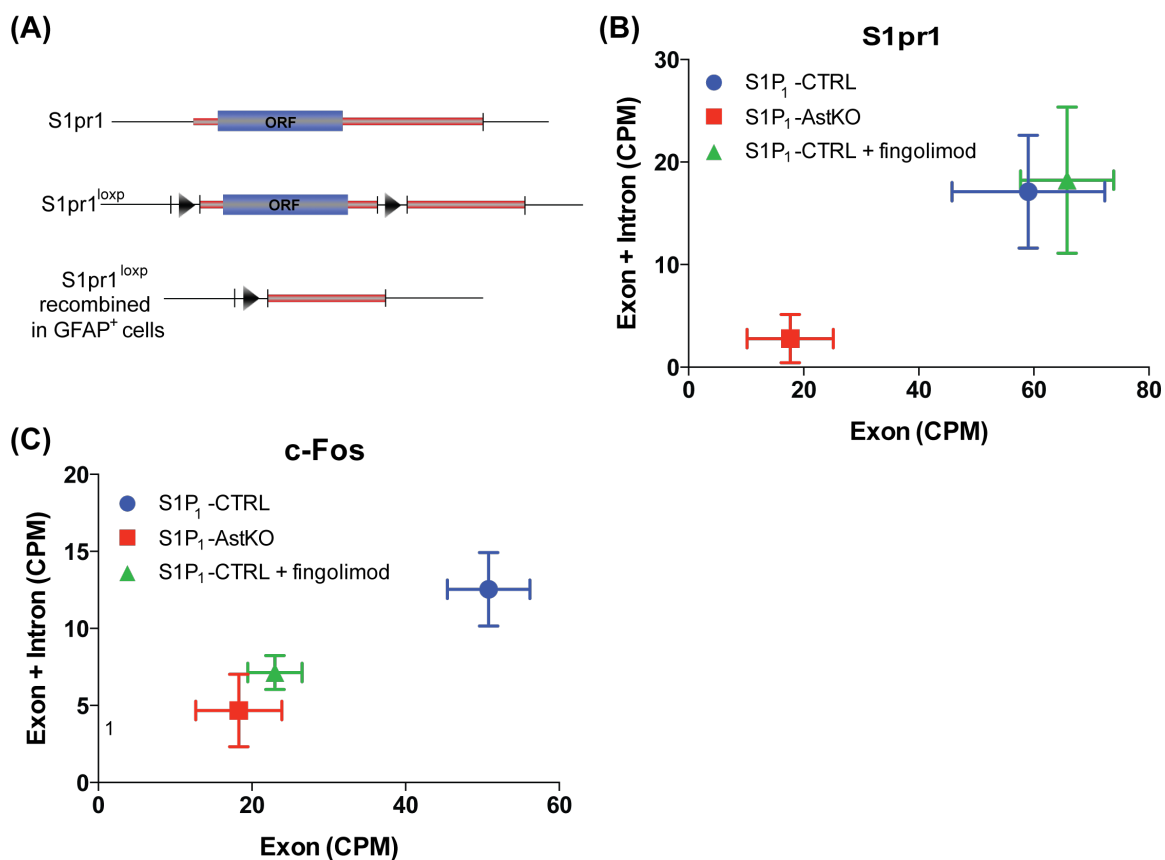 (A)
S1pr1
ORF
S1pr1loxp
ORF
S1pr1loxp
recombined
in GFAP+ cells
(B)
S1pr1
S1P1-CTRL
S1P1-AstKO
S1P1-CTRL + fingolimod
Exon + Intron (CPM)
30
20
10
0
0 20 40 60 80
Exon (CPM)
(C)
c-Fos
S1P1-CTRL
S1P1-AstKO
S1P1-CTRL + fingolimod
Exon + Intron (CPM)
20
15
10
5
0
1
0 20 40 60
Exon (CPM)